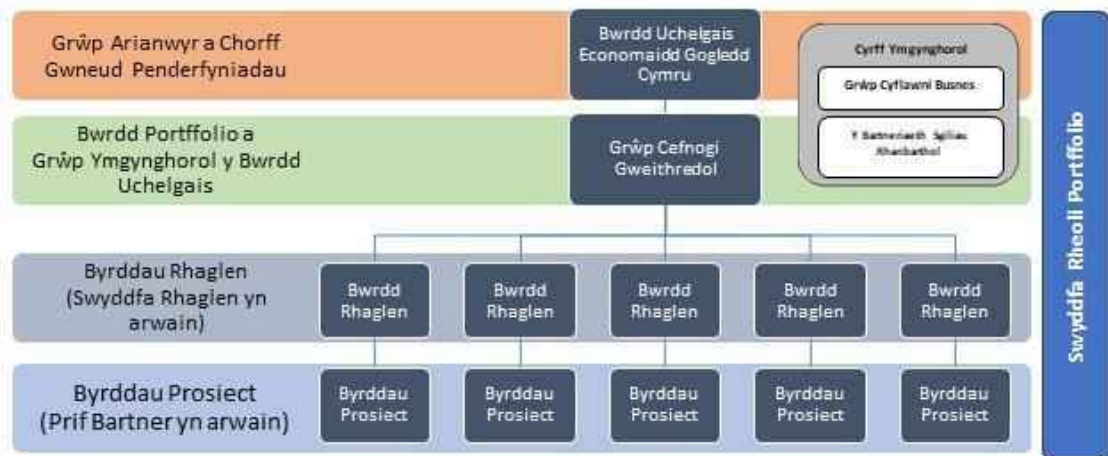 Grŵp Arianwyr a Chorff
Gwneud Penderfyniadau
Bwrdd Uchelgais
Economaidd Gogledd
Cymru
Cyrff Ymgynghorol
Grŵp Cyflawni Busnes
Y Bartneriaeth Sgiliau
Rhanbarthol
Bwrdd Portffolio a
Grŵp Ymgynghorol y Bwrdd
Uchelgais
Grŵp Cefnogi
Gweithredol
Byrddau Rhaglen
(Swyddfa Rhaglen yn
arwain)
Bwrdd
Rhaglen
Bwrdd
Rhaglen
Bwrdd
Rhaglen
Bwrdd
Rhaglen
Bwrdd
Rhaglen
Byrddau Prosiect
(Prif Bartner yn arwain)
Byrddau
Prosiect
Byrddau
Prosiect
Byrddau
Prosiect
Byrddau
Prosiect
Byrddau
Prosiect
Swyddfa Rheoli Portffolio